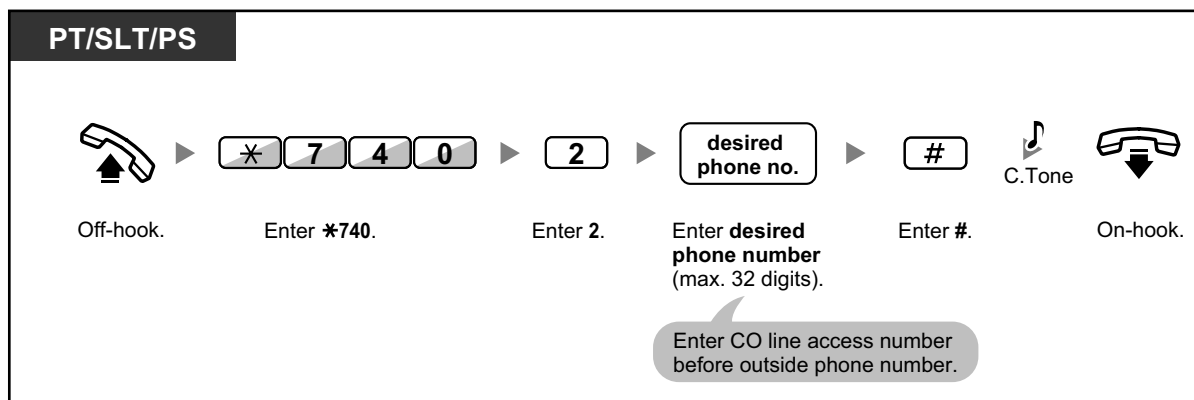 PT/SLT/PS
✳ 7 4 0
2
desired
phone no.
#
C.Tone
Off-hook.
Enter ✳740.
Enter 2.
Enter desired
phone number
(max. 32 digits).
Enter #.
On-hook.
Enter CO line access number
before outside phone number.